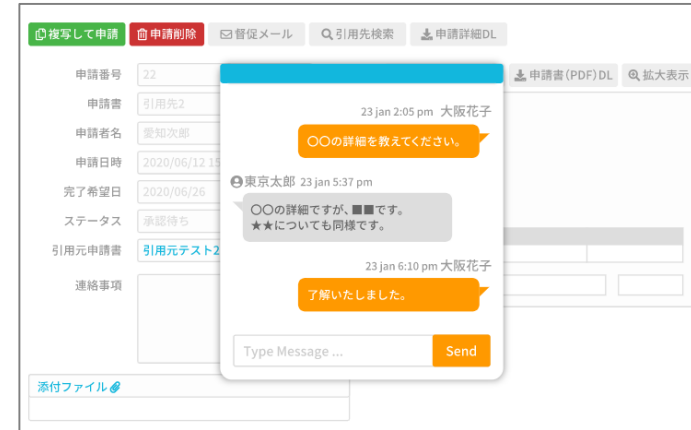 複写して申請 申請削除 督促メール 引用先検索 申請詳細DL
申請番号 22
申請書(PDF)DL 拡大表示
申請書 引用先2
申請者名 愛知次郎
申請日時 2020/06/12 15
完了希望日 2020/06/26
ステータス 承認待ち
引用元申請書 引用元テスト2
連絡事項
添付ファイル
23 jan 2:05 pm 大阪花子
〇〇の詳細を教えてください。
東京太郎 23 jan 5:37 pm
〇〇の詳細ですが、■■です。
★★についても同様です。
23 jan 6:10 pm 大阪花子
了解いたしました。
Type Message ... Send